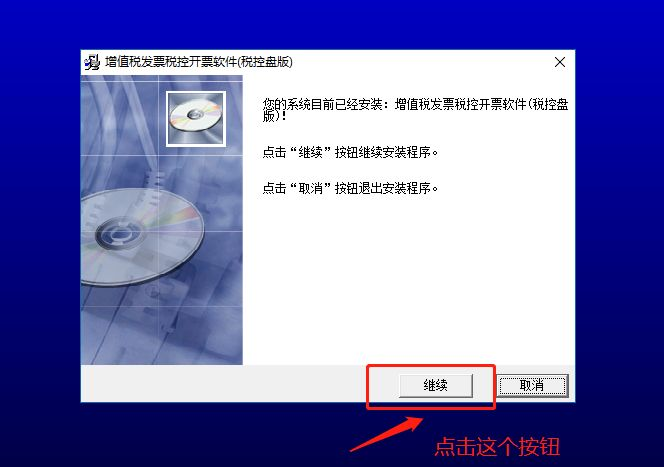 增值税发票税控开票软件(税控盘版)
您的系统目前已经安装：增值税发票税控开票软件(税控盘
版)!
点击“继续”按钮继续安装程序。
点击“取消”按钮退出安装程序。
继续
取消
点击这个按钮